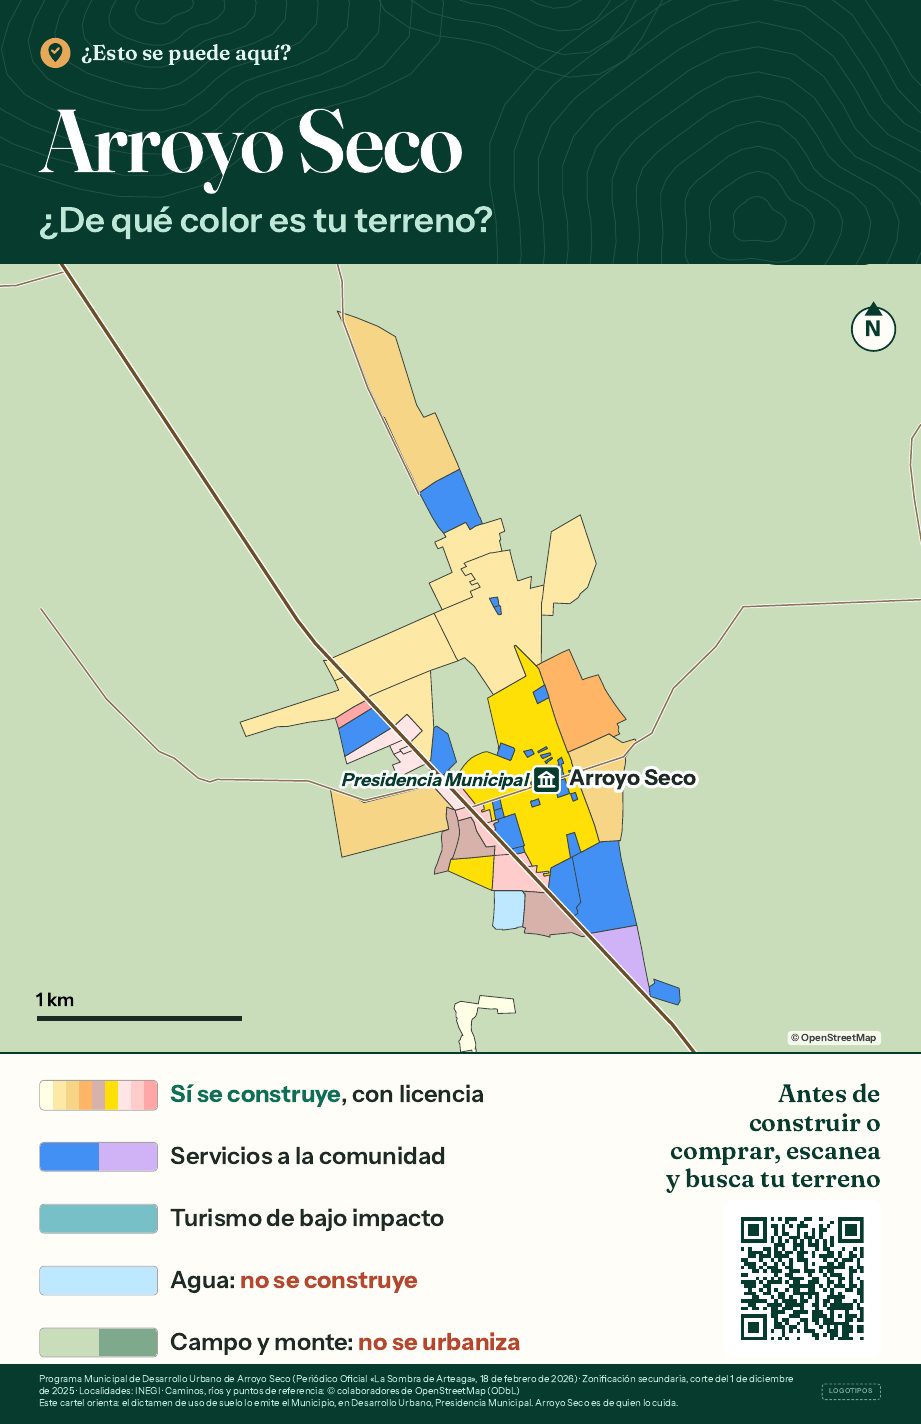 ¿Esto se puede aquí?
Arroyo Seco
¿De qué color es tu terreno?
N
Presidencia Municipal
Arroyo Seco
1 km
© OpenStreetMap
Sí se construye, con licencia
Servicios a la comunidad
Turismo de bajo impacto
Agua: no se construye
Campo y monte: no se urbaniza
Antes de
construir o
comprar, escanea
y busca tu terreno
Programa Municipal de Desarrollo Urbano de Arroyo Seco (Periódico Oficial «La Sombra de Arteaga», 18 de febrero de 2026) · Zonificación secundaria, corte del 1 de diciembre
de 2025 · Localidades: INEGI · Caminos, ríos y puntos de referencia: © colaboradores de OpenStreetMap (ODbL)
Este cartel orienta: el dictamen de uso de suelo lo emite el Municipio, en Desarrollo Urbano, Presidencia Municipal. Arroyo Seco es de quien lo cuida.
LOGOTIPOS